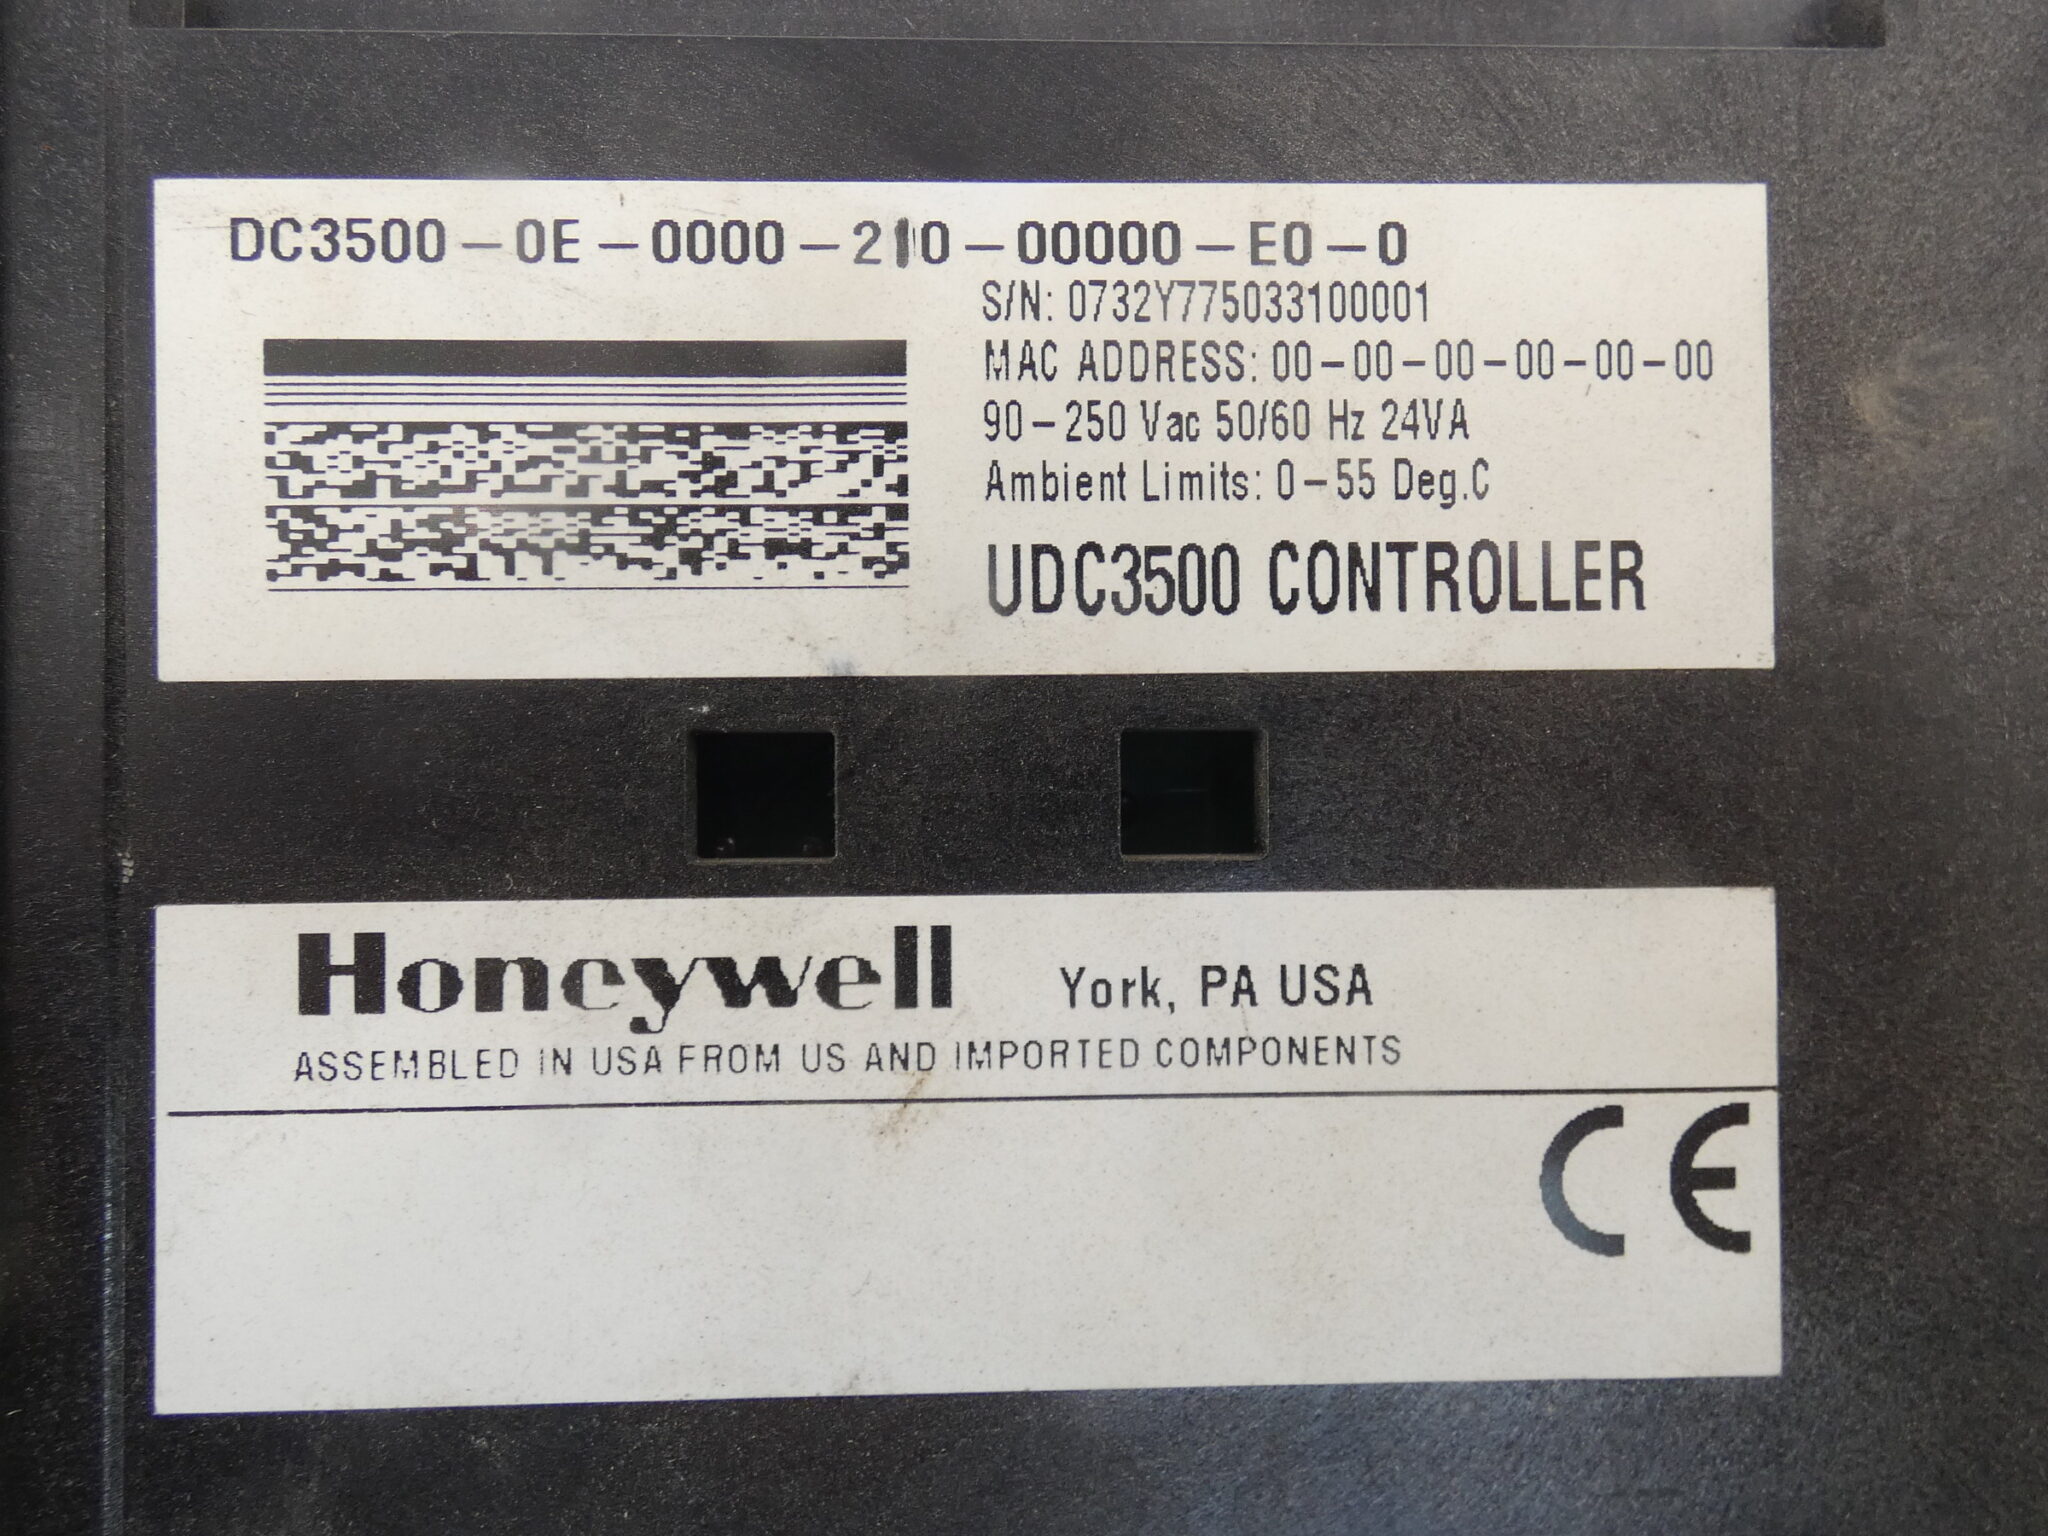 DC3500-0E-0000-210-00000-E0-0
S/N: 0732Y775033100001
MAC ADDRESS: 00-00-00-00-00-00
90-250 Vac 50/60 Hz 24VA
Ambient Limits: 0-55 Deg.C
UDC3500 CONTROLLER
Honeywell York, PA USA
ASSEMBLED IN USA FROM US AND IMPORTED COMPONENTS
CE